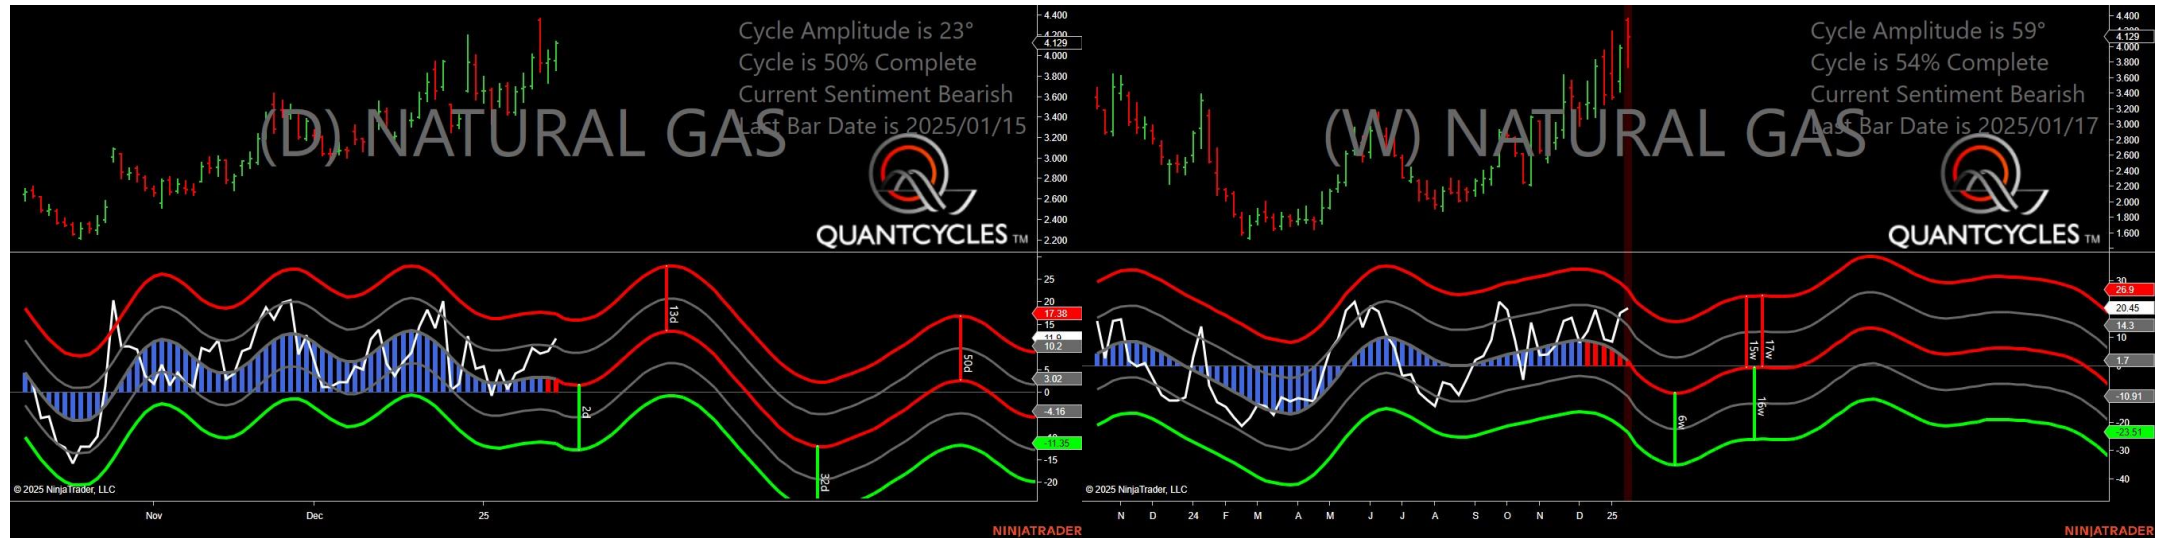 Cycle Amplitude is 23°
Cycle is 50% Complete
Current Sentiment Bearish
Last Bar Date is 2025/01/15
(D) NATURAL GAS
QUANTCYCLES TM
4.400
4.200
4.129
4.000
3.800
3.600
3.400
3.200
3.000
2.800
2.600
2.400
2.200
25
20
17.38
15
11.9
10.2
5
3.02
0
-4.16
-10
-11.35
-15
-20
13d
50d
2d
32d
© 2025 NinjaTrader, LLC
Nov
Dec
25
NINJATRADER
Cycle Amplitude is 59°
Cycle is 54% Complete
Current Sentiment Bearish
Last Bar Date is 2025/01/17
(W) NATURAL GAS
QUANTCYCLES TM
4.400
4.129
4.000
3.800
3.600
3.400
3.200
3.000
2.800
2.600
2.400
2.200
2.000
1.800
1.600
30
26.9
20.45
14.3
10
1.7
-10.91
-20
-23.51
-30
-40
15w
17w
6w
16w
© 2025 NinjaTrader, LLC
N D 24 F M A M J J A S O N D 25
NINJATRADER